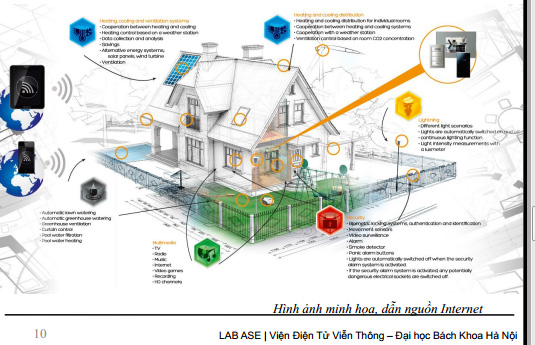 Heating cooling and ventilation systems
• Cooperation between heating and cooling
• Heating control based on a weather station
• Data collection and analysis
• Savings
• Alternative energy systems,
solar panels, wind turbine
• Ventilation
Heating and cooling distribution
• Heating and cooling distribution for individual rooms
• Cooperation between heating and cooling systems
• Cooperation with a weather station
• Ventilation control based on room CO2 concentration
Lightning
• Different light scenarios
• Lights are automatically switched
• continuous lighting function
• Light intensity measurements with
a luxmeter
• Automatic lawn watering
• Automatic greenhouse watering
• Greenhouse ventilation
• Curtain control
• Pool water filtration
• Pool water heating
Multimedia
• TV
• Radio
• Music
• Internet
• Video games
• Recording
• HD channels
Security
• Biometric locking systems, authentication and identification
• Movement sensors
• Video surveillance
• Alarm
• Smoke detector
• Panic alarm buttons
• Lights are automatically switched off when the security
alarm system is activated
• If the security alarm system is activated any potentially
dangerous electrical sockets are switched off.
Hình ảnh minh họa, dẫn nguồn Internet
10
LAB ASE | Viện Điện Tử Viễn Thông – Đại học Bách Khoa Hà Nội